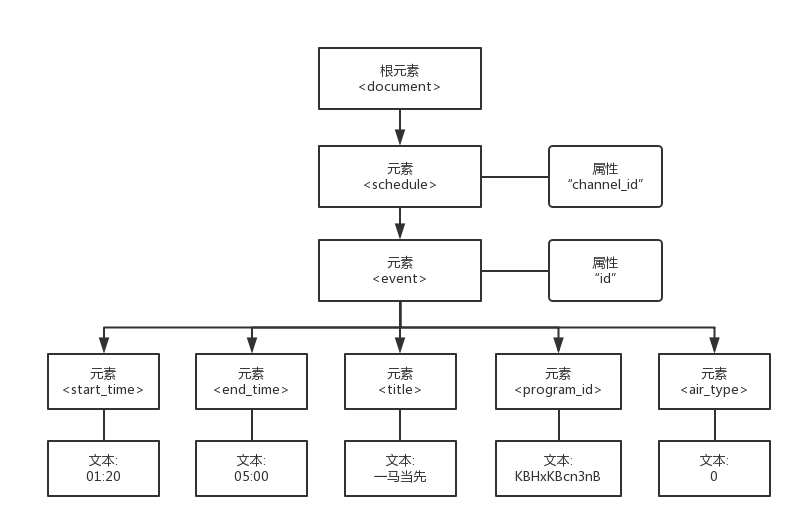 根元素
<document>
元素
<schedule>
属性
“channel_id”
元素
<event>
属性
“id”
元素
<start_time>
元素
<end_time>
元素
<title>
元素
<program_id>
元素
<air_type>
文本:
01:20
文本:
05:00
文本:
一马当先
文本:
KBHxKBcn3nB
文本:
0